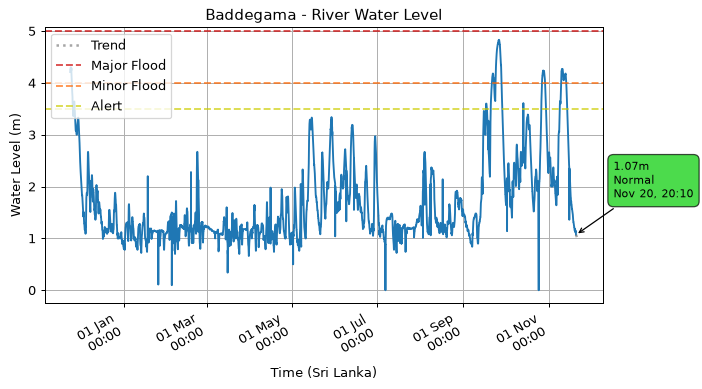 Baddegama - River Water Level
Trend
Major Flood
Minor Flood
Alert
5
4
3
2
1
0
Water Level (m)
1.07m
Normal
Nov 20, 20:10
01 Jan
00:00
01 Mar
00:00
01 May
00:00
01 Jul
00:00
01 Sep
00:00
01 Nov
00:00
Time (Sri Lanka)